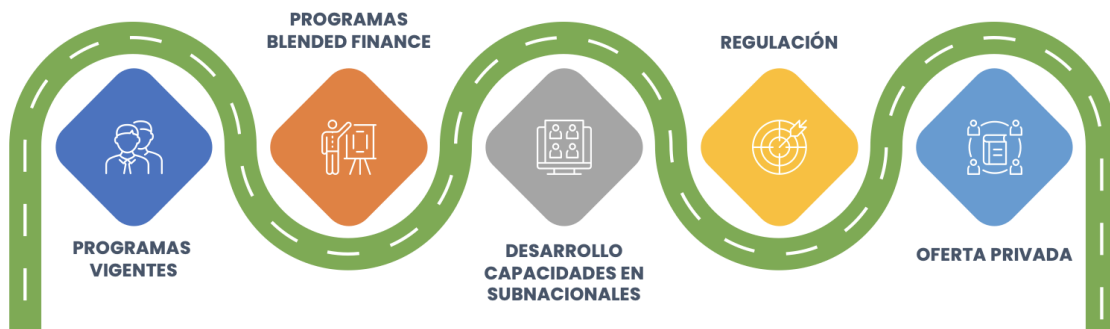 PROGRAMAS
VIGENTES
PROGRAMAS
BLENDED FINANCE
DESARROLLO
CAPACIDADES EN
SUBNACIONALES
REGULACIÓN
OFERTA PRIVADA